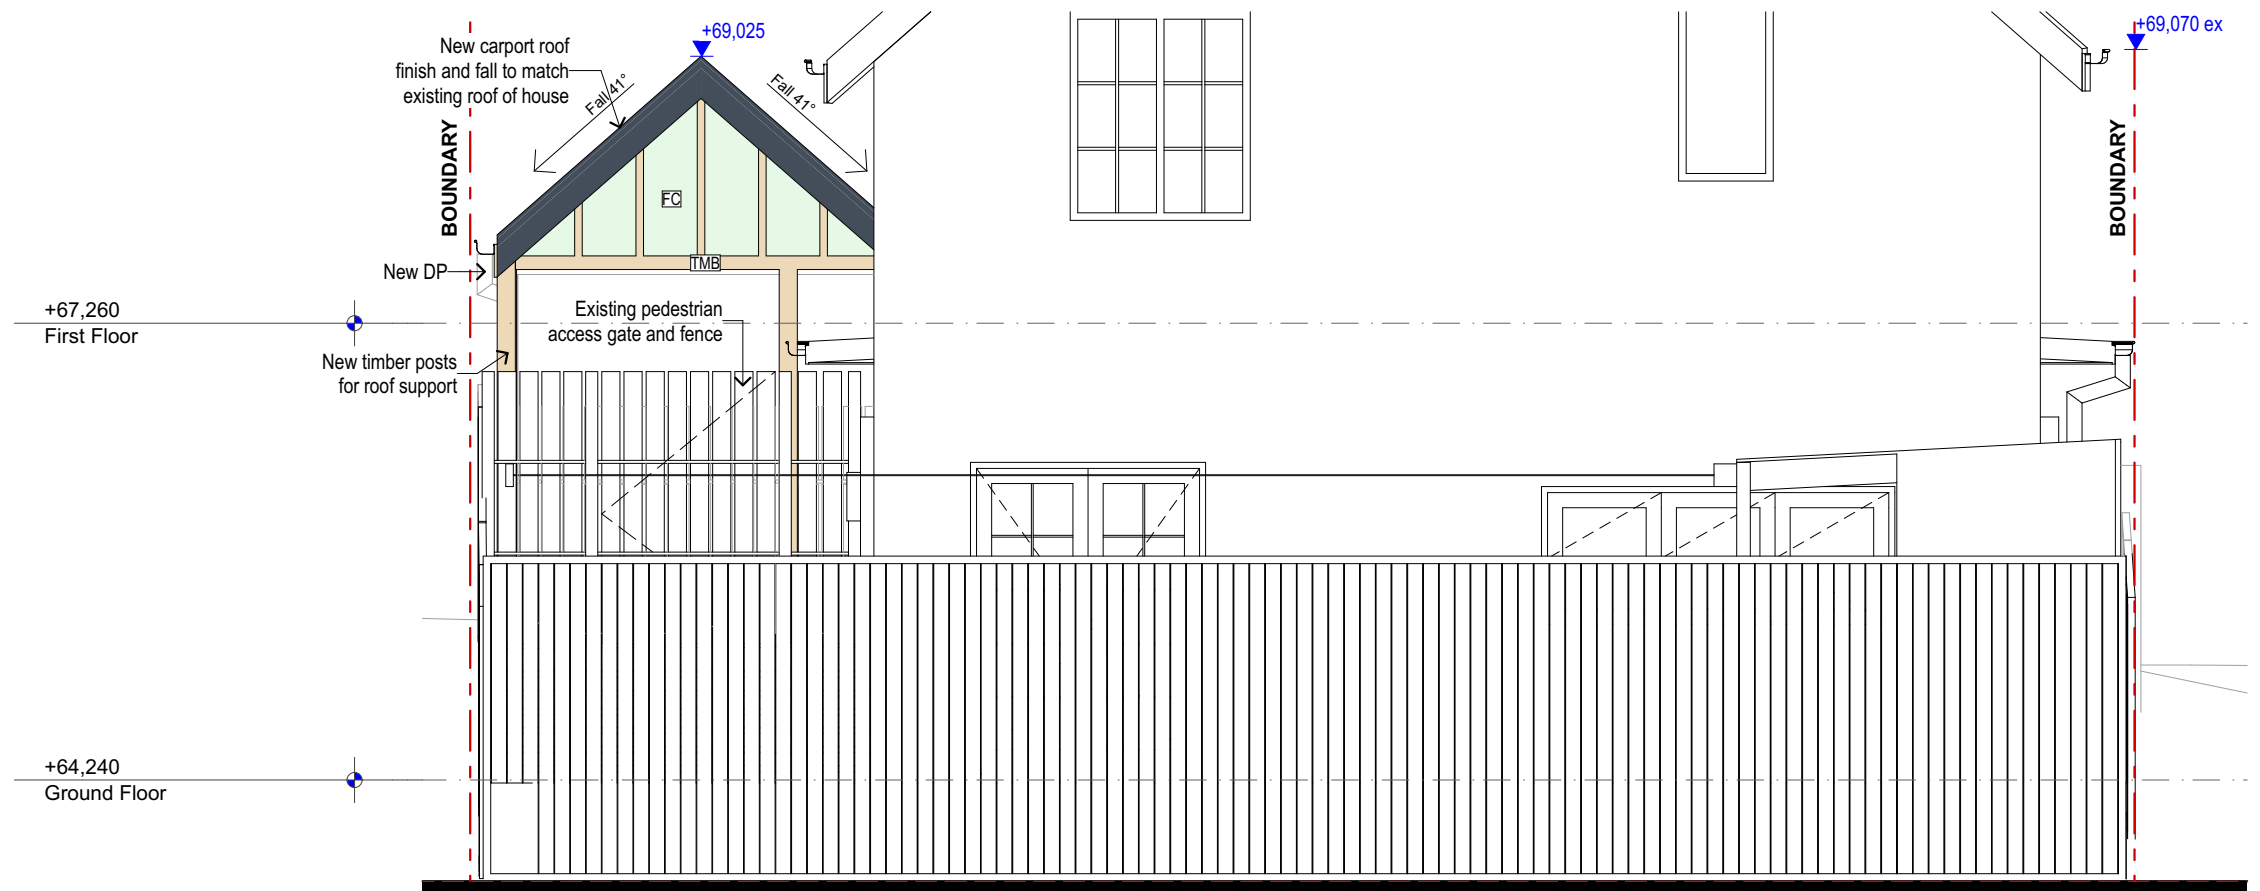 +69,025
+69,070 ex
New carport roof
finish and fall to match
existing roof of house
Fall 41°
Fall 41°
BOUNDARY
BOUNDARY
FC
TMB
New DP
+67,260
First Floor
Existing pedestrian
access gate and fence
New timber posts
for roof support
+64,240
Ground Floor